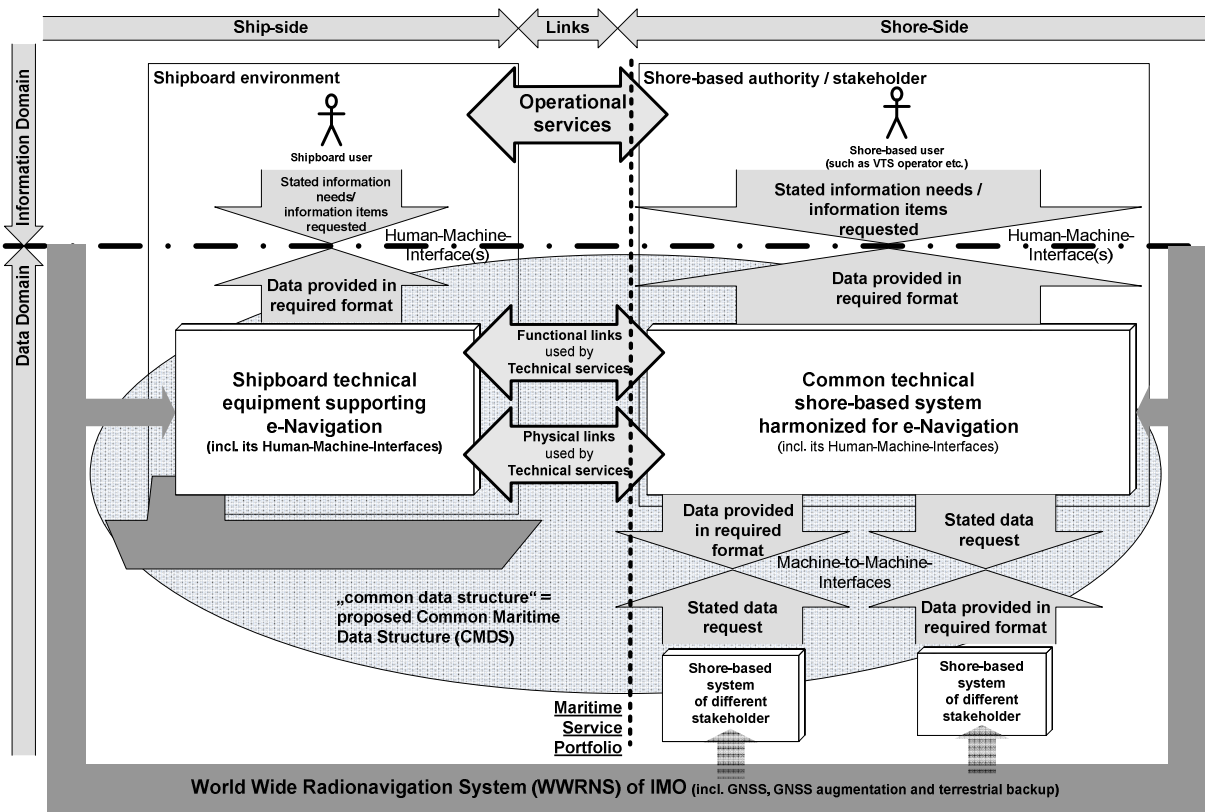 Ship-side
Links
Shore-Side
Information Domain
Data Domain
Shipboard environment
Shore-based authority / stakeholder
Operational
services
Shipboard user
Shore-based user
(such as VTS operator etc.)
Stated information
needs/
information items
requested
Stated information needs /
information items
requested
Human-Machine-
Interface(s)
Human-Machine-
Interface(s)
Data provided in
required format
Data provided in
required format
Functional links
used by
Technical services
Shipboard technical
equipment supporting
e-Navigation
(incl. its Human-Machine-Interfaces)
Common technical
shore-based system
harmonized for e-Navigation
(incl. its Human-Machine-Interfaces)
Physical links
used by
Technical services
Data provided
in required
format
Stated data
request
Machine-to-Machine-
Interfaces
„common data structure“ =
proposed Common Maritime
Data Structure (CMDS)
Stated data
request
Data provided in
required format
Shore-based
system
of different
stakeholder
Shore-based
system
of different
stakeholder
Maritime
Service
Portfolio
World Wide Radionavigation System (WWRNS) of IMO (incl. GNSS, GNSS augmentation and terrestrial backup)